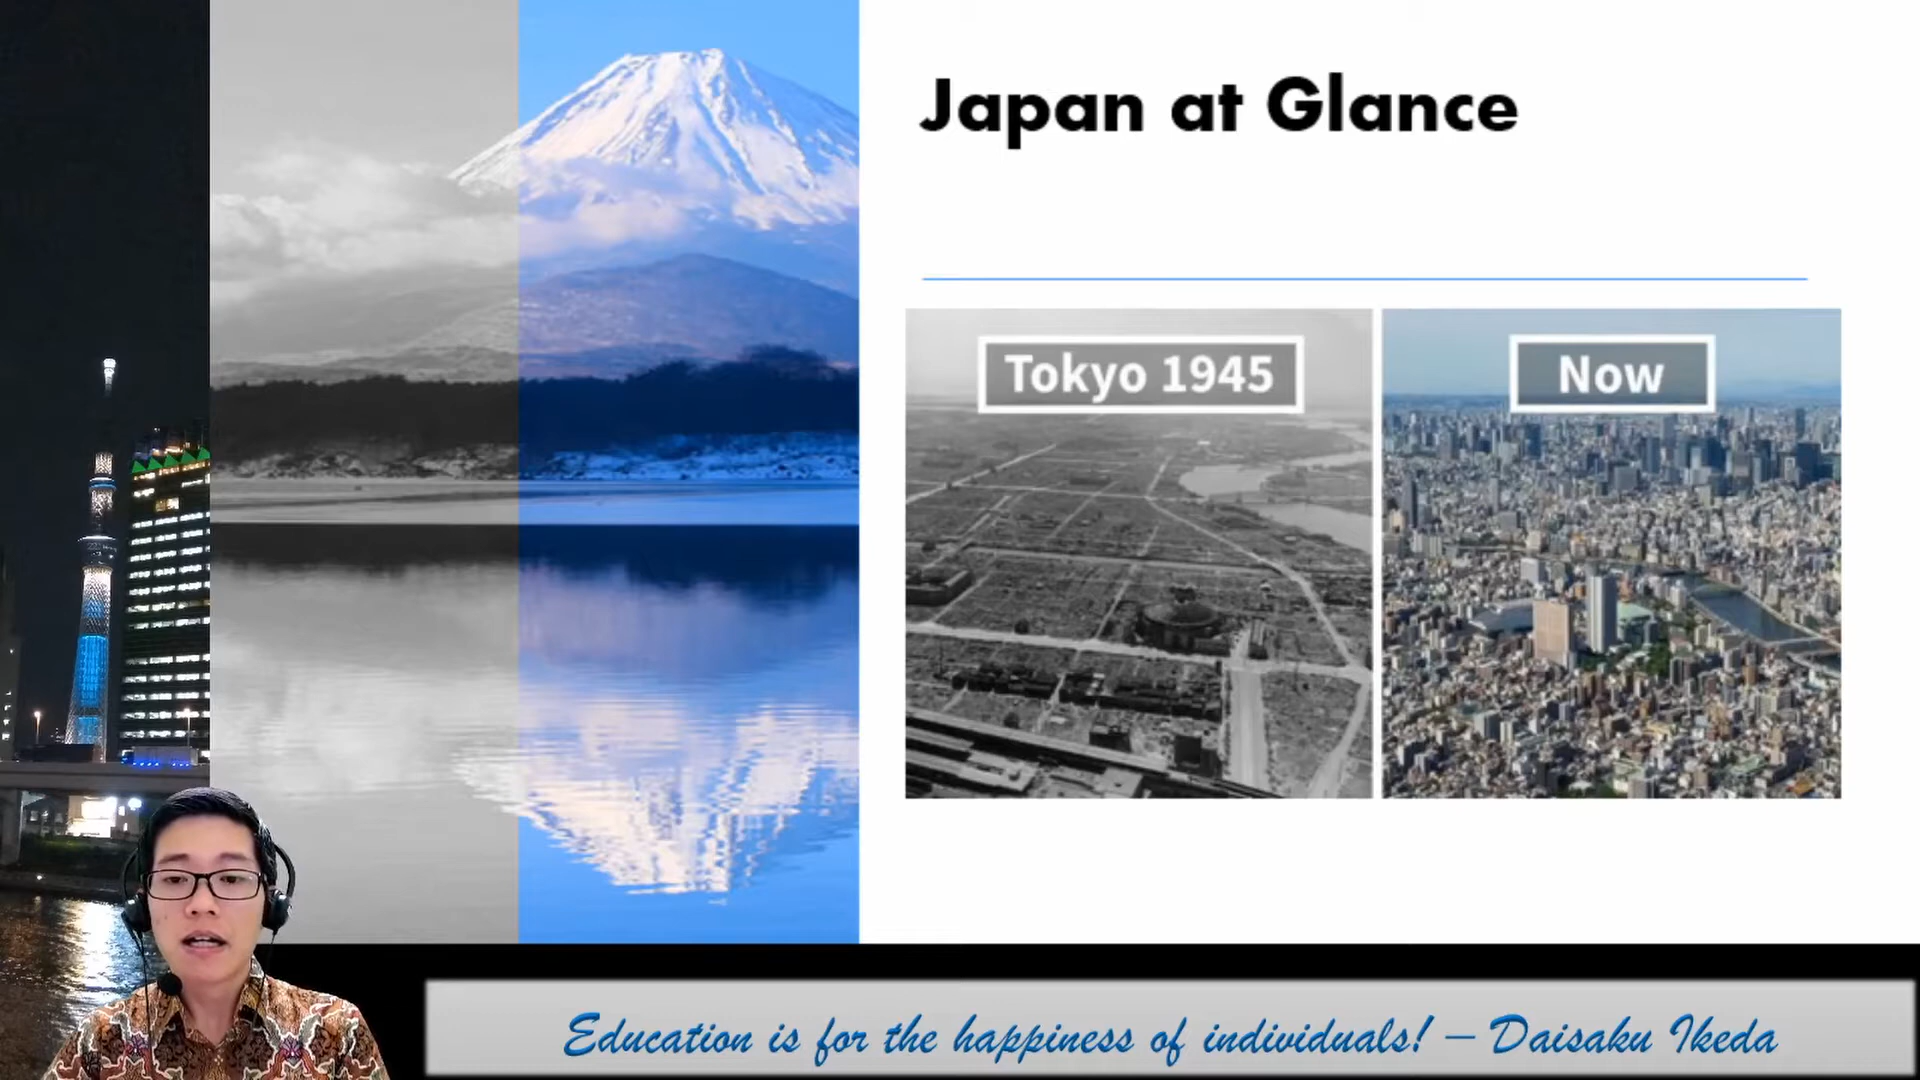 Japan at Glance
Tokyo 1945
Now
Education is for the happiness of individuals! – Daisaku Ikeda